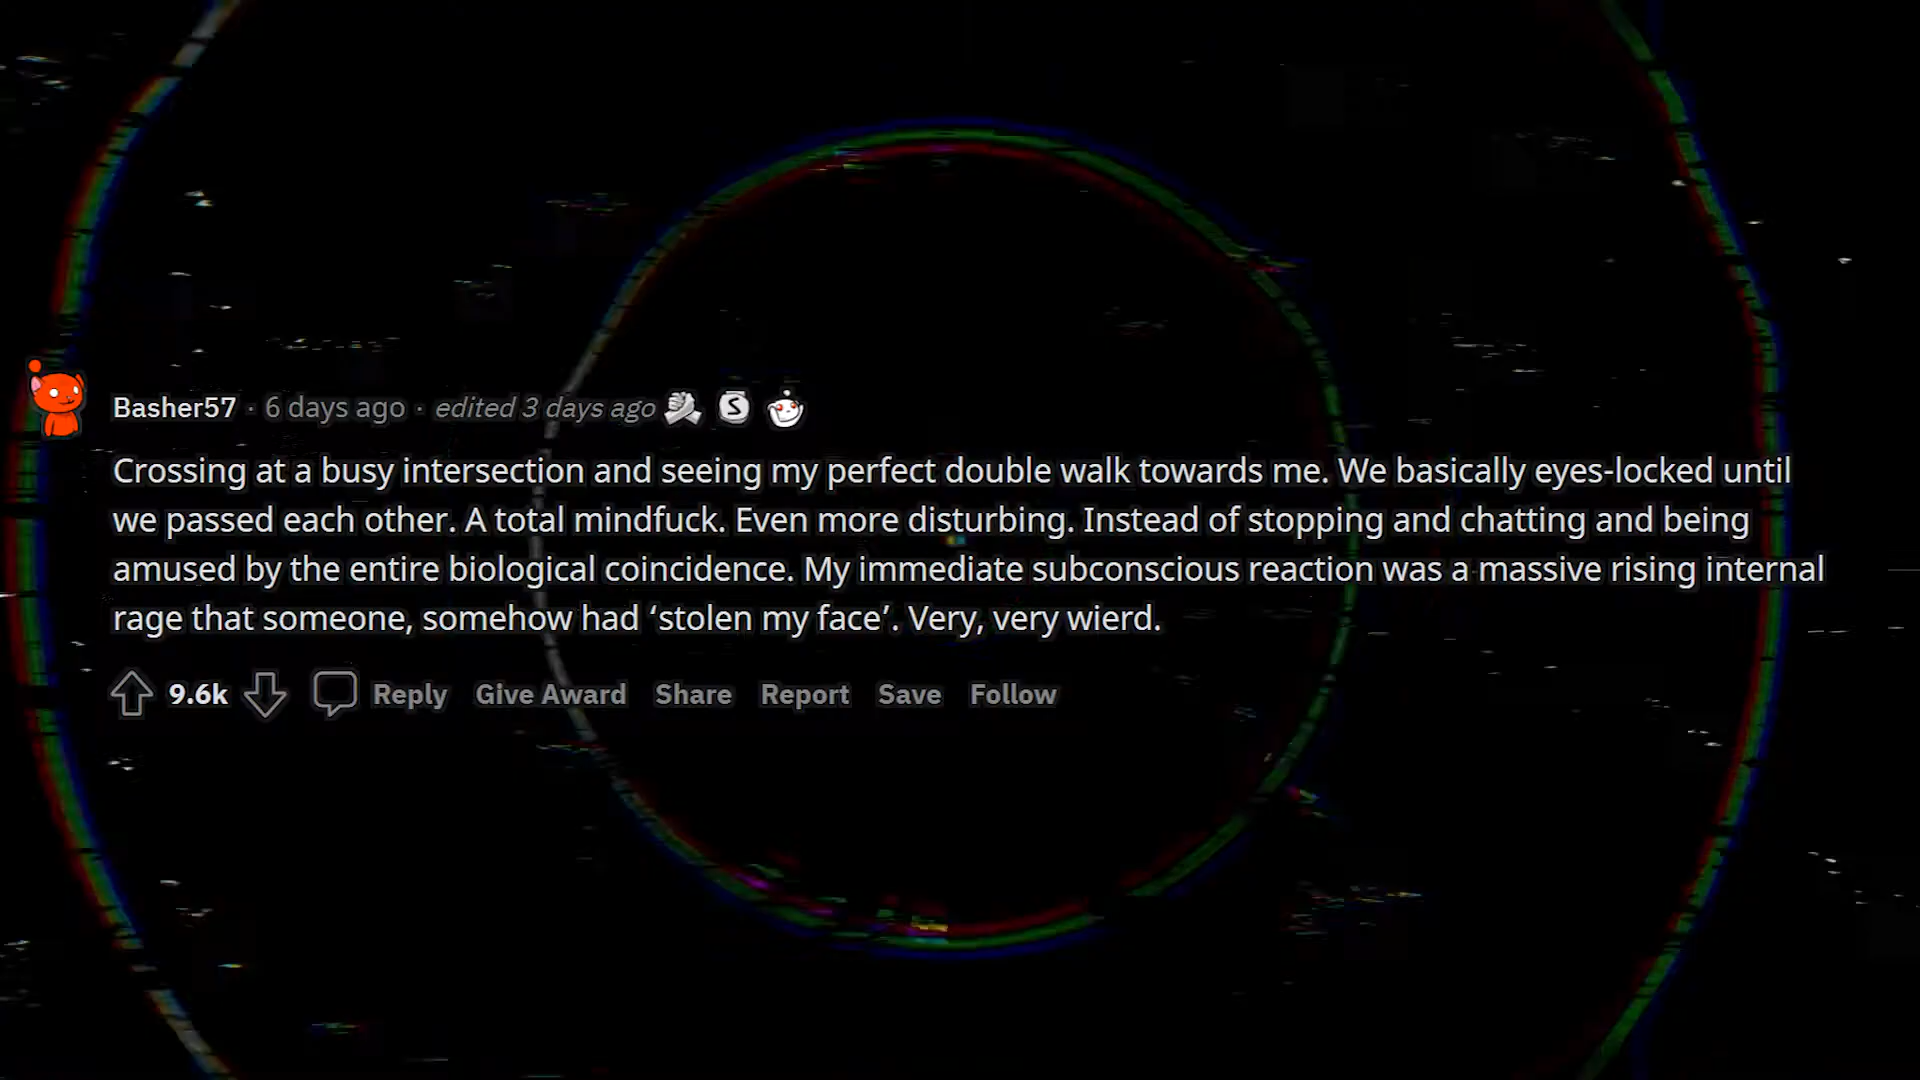 Basher57 · 6 days ago · edited 3 days ago
Crossing at a busy intersection and seeing my perfect double walk towards me. We basically eyes-locked until
we passed each other. A total mindfuck. Even more disturbing. Instead of stopping and chatting and being
amused by the entire biological coincidence. My immediate subconscious reaction was a massive rising internal
rage that someone, somehow had ‘stolen my face’. Very, very wierd.
9.6k Reply Give Award Share Report Save Follow